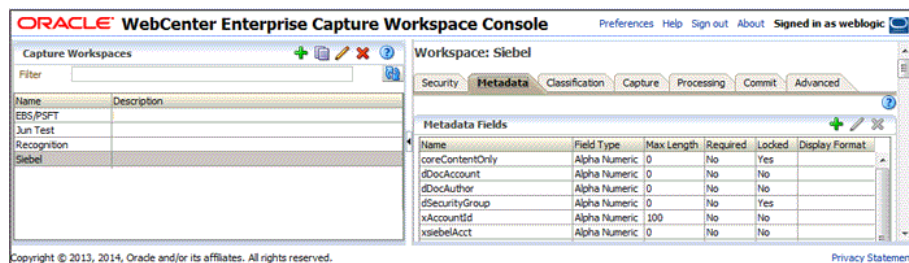 ORACLE WebCenter Enterprise Capture Workspace Console Preferences Help Sign out About Signed in as weblogic
Capture Workspaces
Filter
Name Description
EBS/PSFT
Jun Test
Recognition
Siebel
Workspace: Siebel
Security Metadata Classification Capture Processing Commit Advanced
Metadata Fields
Name Field Type Max Length Required Locked Display Format
coreContentOnly Alpha Numeric 0 No Yes
dDocAccount Alpha Numeric 0 No No
dDocAuthor Alpha Numeric 0 No No
dSecurityGroup Alpha Numeric 0 No Yes
xAccountId Alpha Numeric 100 No No
xsiebelAcct Alpha Numeric 0 No No
Copyright © 2013, 2014, Oracle and/or its affiliates. All rights reserved. Privacy Statemen